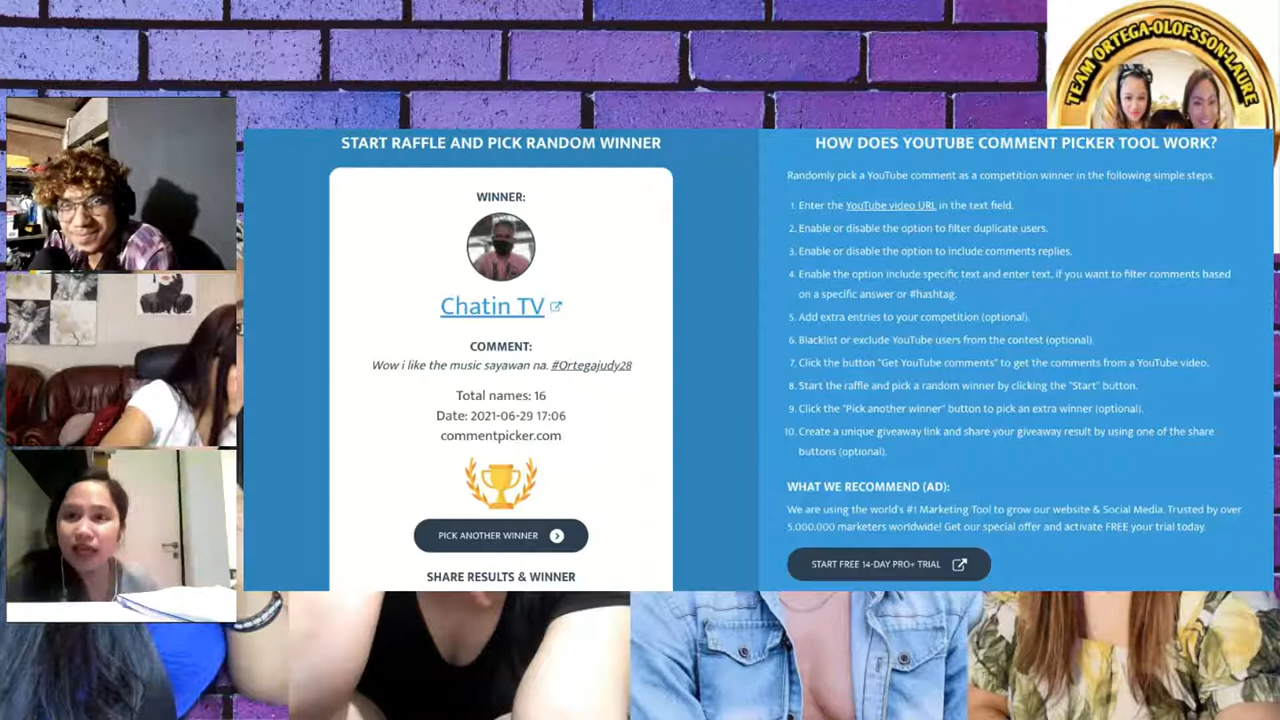 TEAM ORTEGA-OLOFSSON-LAURE
START RAFFLE AND PICK RANDOM WINNER
WINNER:
Chatin TV
COMMENT:
Wow i like the music sayawan na. #Ortegajudy28
Total names: 16
Date: 2021-06-29 17:06
commentpicker.com
PICK ANOTHER WINNER
SHARE RESULTS & WINNER
HOW DOES YOUTUBE COMMENT PICKER TOOL WORK?
Randomly pick a YouTube comment as a competition winner in the following simple steps.
1. Enter the YouTube video URL in the text field.
2. Enable or disable the option to filter duplicate users.
3. Enable or disable the option to include comments replies.
4. Enable the option include specific text and enter text, if you want to filter comments based
on a specific answer or #hashtag.
5. Add extra entries to your competition (optional).
6. Blacklist or exclude YouTube users from the contest (optional).
7. Click the button "Get YouTube comments" to get the comments from a YouTube video.
8. Start the raffle and pick a random winner by clicking the "Start" button.
9. Click the "Pick another winner" button to pick an extra winner (optional).
10. Create a unique giveaway link and share your giveaway result by using one of the share
buttons (optional).
WHAT WE RECOMMEND (AD):
We are using the world's #1 Marketing Tool to grow our website & Social Media. Trusted by over
5.000.000 marketers worldwide! Get our special offer and activate FREE your trial today.
START FREE 14-DAY PRO+ TRIAL